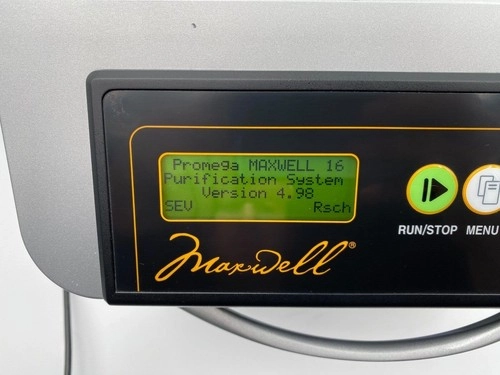 Promega MAXWELL 16
Purification System
Version 4.98
SEV Rsch
RUN/STOP MENU
Maxwell®